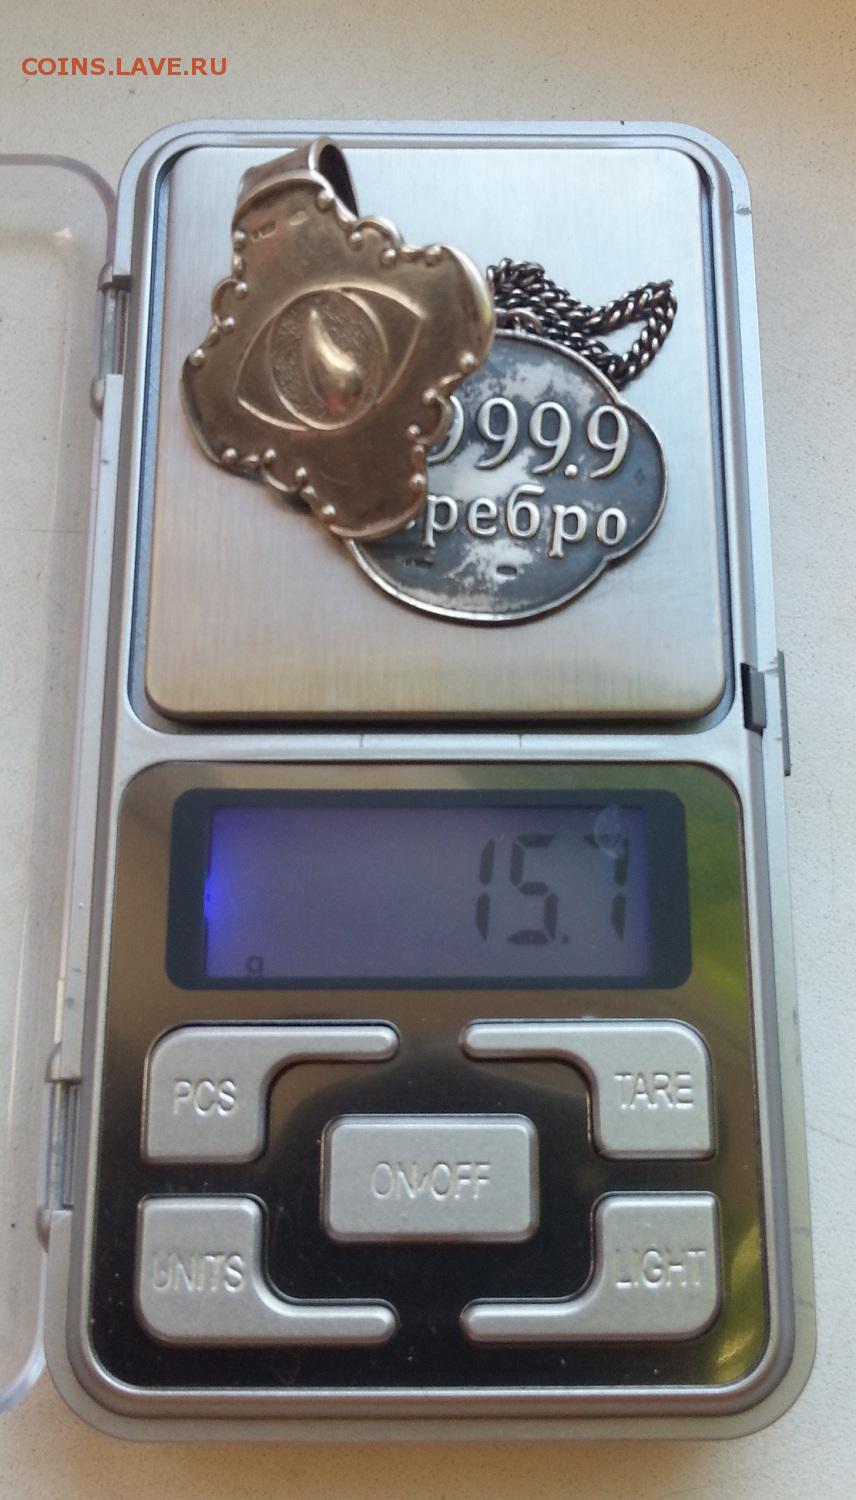 COINS.LAVE.RU
999.9
ребро
15.7
g
PCS
TARE
ON/OFF
UNITS
LIGHT